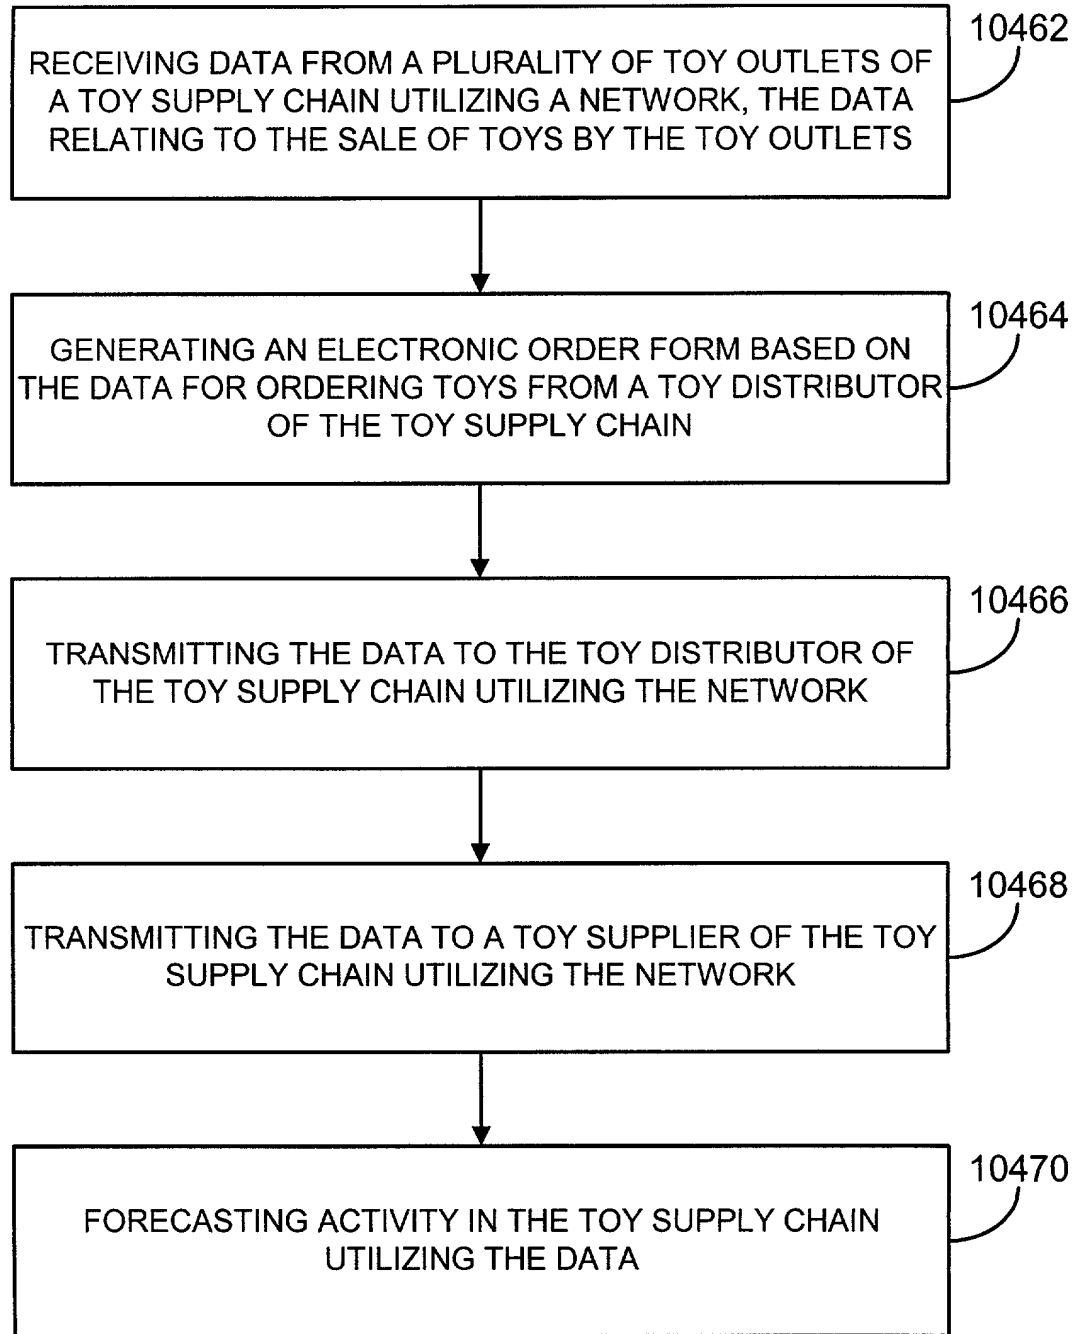 10462
RECEIVING DATA FROM A PLURALITY OF TOY OUTLETS OF
A TOY SUPPLY CHAIN UTILIZING A NETWORK, THE DATA
RELATING TO THE SALE OF TOYS BY THE TOY OUTLETS
10464
GENERATING AN ELECTRONIC ORDER FORM BASED ON
THE DATA FOR ORDERING TOYS FROM A TOY DISTRIBUTOR
OF THE TOY SUPPLY CHAIN
10466
TRANSMITTING THE DATA TO THE TOY DISTRIBUTOR OF
THE TOY SUPPLY CHAIN UTILIZING THE NETWORK
10468
TRANSMITTING THE DATA TO A TOY SUPPLIER OF THE TOY
SUPPLY CHAIN UTILIZING THE NETWORK
10470
FORECASTING ACTIVITY IN THE TOY SUPPLY CHAIN
UTILIZING THE DATA